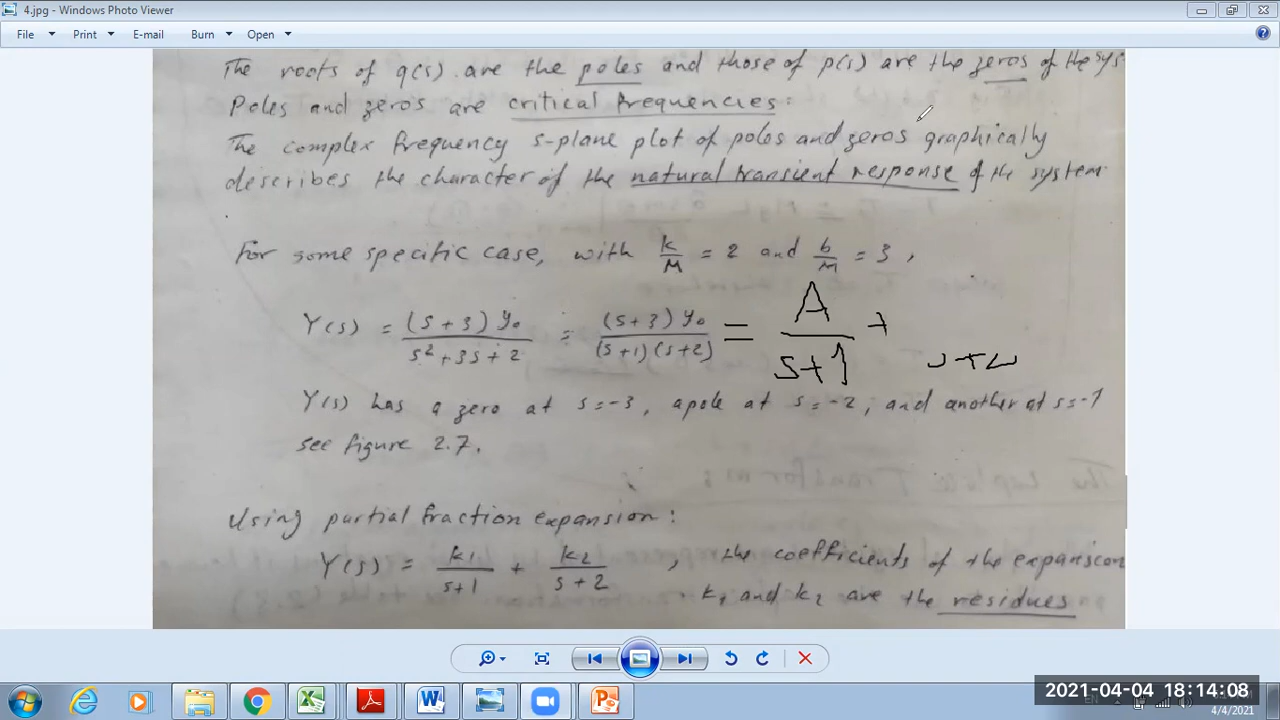 4.jpg - Windows Photo Viewer
File Print E-mail Burn Open
The roots of q(s) are the poles and those of p(s) are the zeros of the sys
Poles and zeros are critical frequencies:
The complex frequency s-plane plot of poles and zeros graphically
describes the character of the natural transient response of the system
For some specific case, with k/M = 2 and b/M = 3,
Y(s) = (s+3) y₀ / s² + 3s + 2 = (s+3) y₀ / (s+1)(s+2) = A / s+1 +
Y(s) has a zero at s=-3, a pole at s=-2, and another at s=-1
see figure 2.7.
Using partial fraction expansion:
Y(s) = k₁ / s+1 + k₂ / s+2 , the coefficients of the expansion
k₁ and k₂ are the residues
2021-04-04 18:14:08
4/4/2021